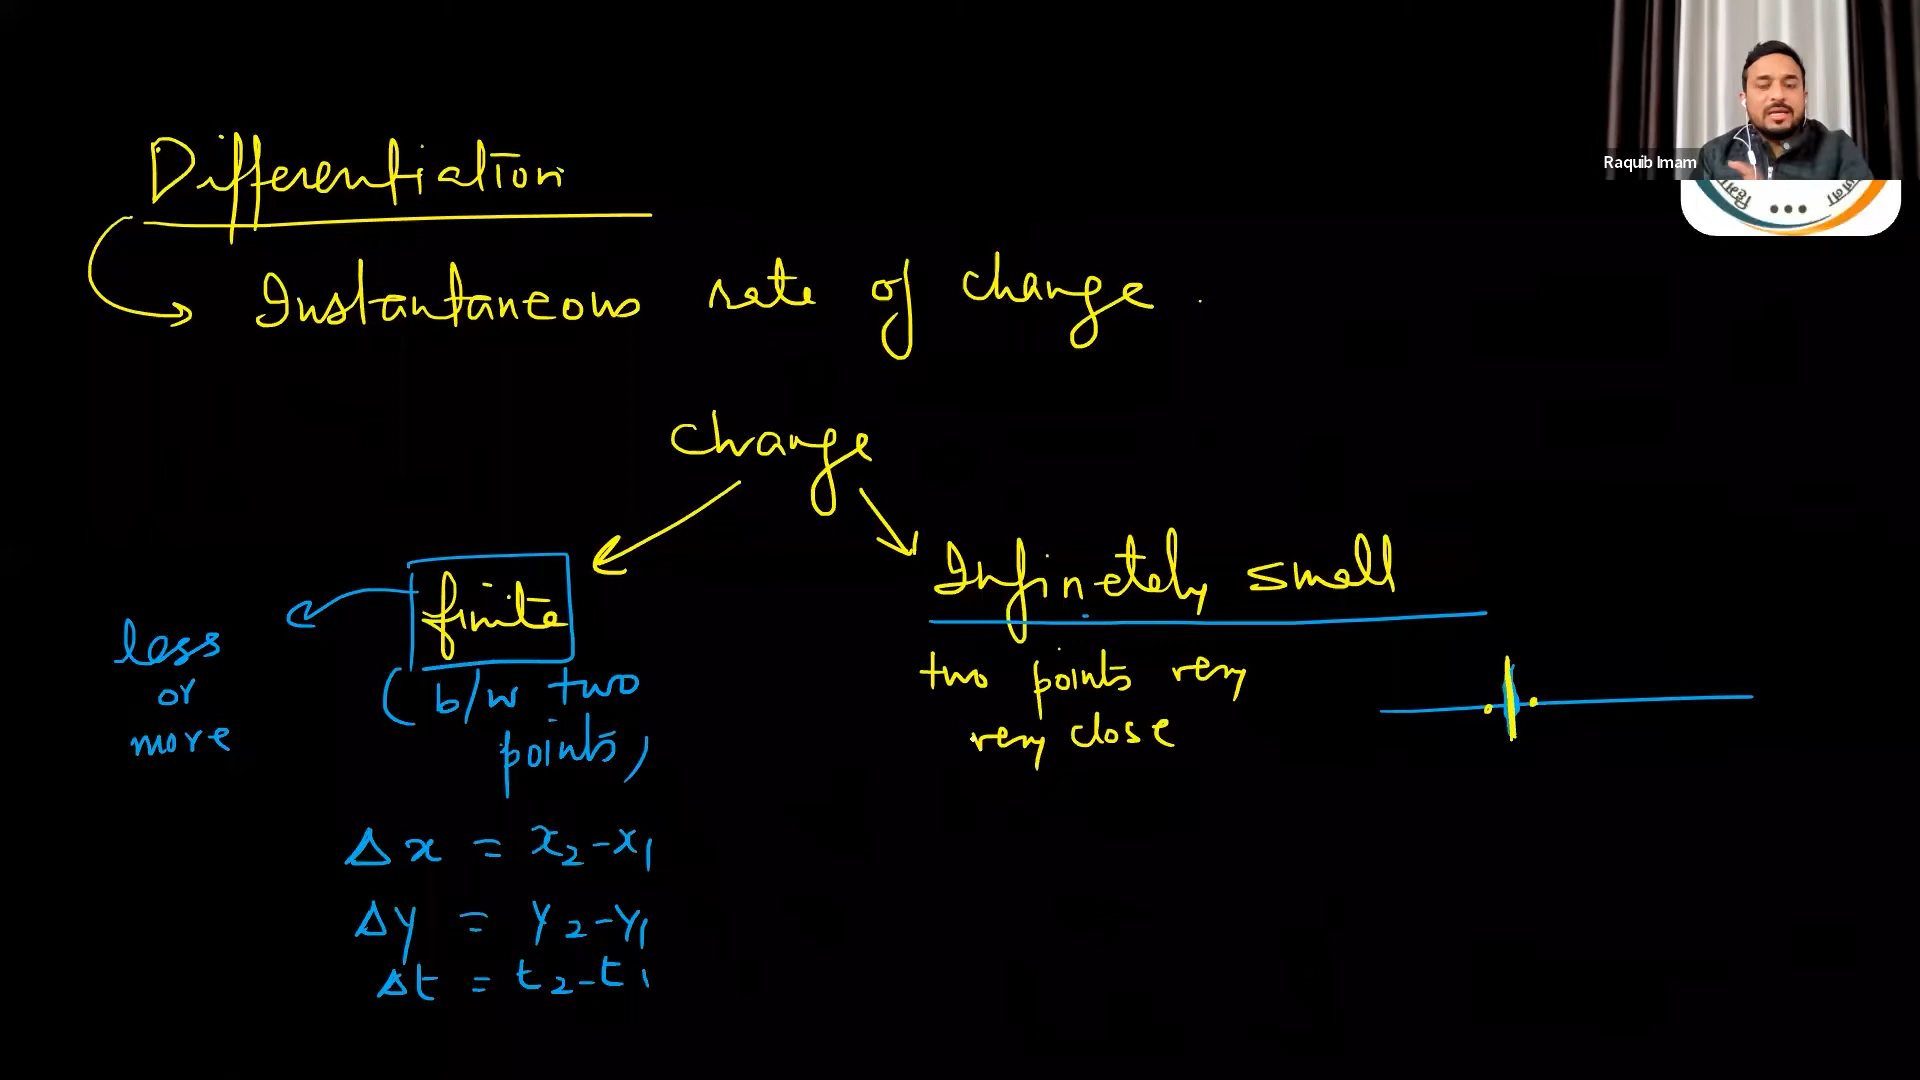 Differentiation
Instantaneous rate of change.
Change
finite
Infinetely small
less
or
more
( b/w two
points)
two points very
very close
Δx = x₂-x₁
Δy = y₂-y₁
Δt = t₂-t₁
Raquib Imam